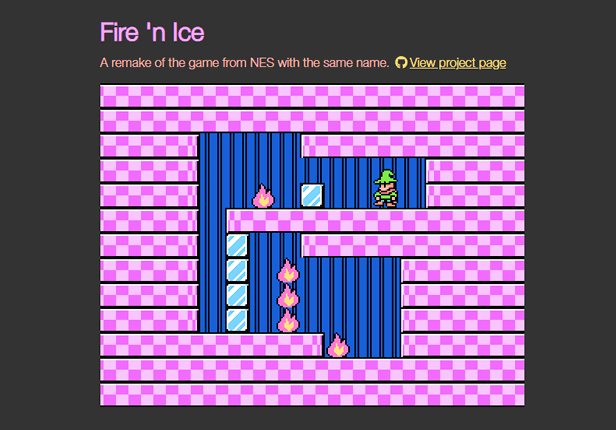 Fire 'n Ice
A remake of the game from NES with the same name. View project page